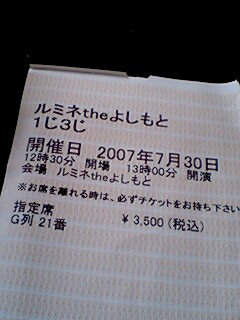 ルミネtheよしもと
1じ3じ
開催日 2007年7月30日
12時30分 開場 13時00分 開演
会場 ルミネtheよしもと
※お席を離れる時は、必ずチケットをお持ち下さい
指定席 ¥3,500(税込)
G列 21番